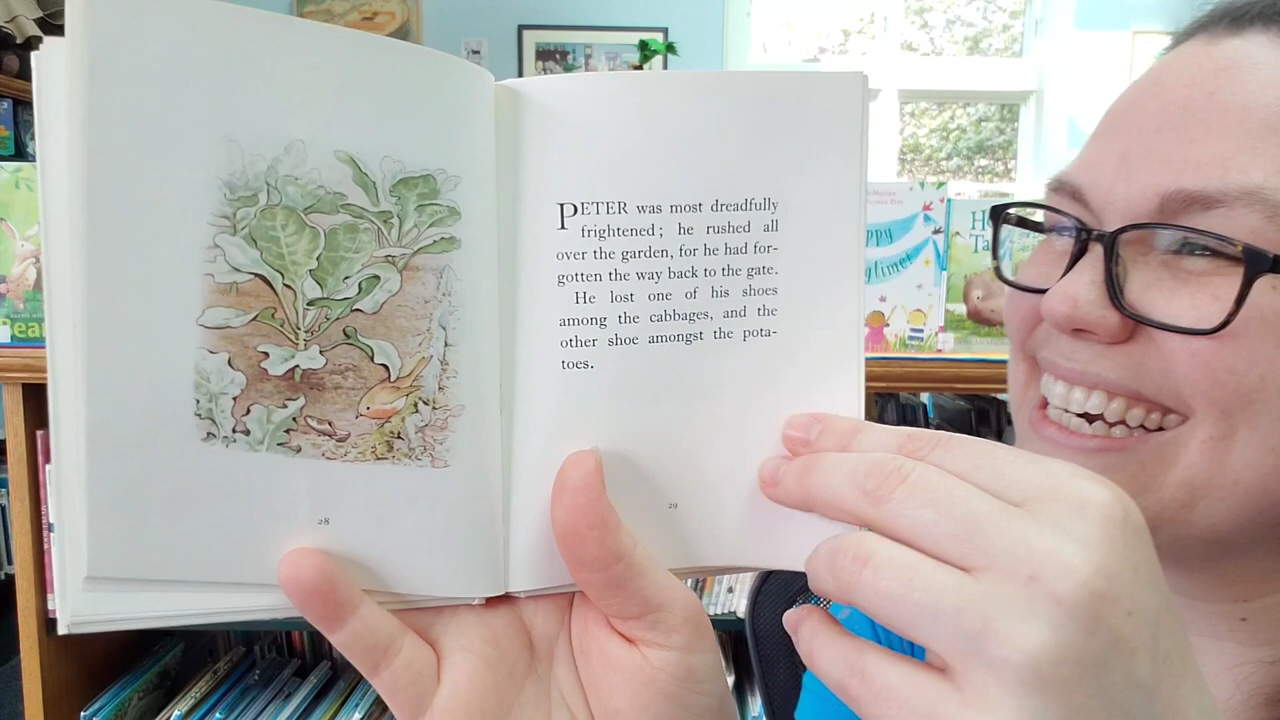 PETER was most dreadfully
frightened; he rushed all
over the garden, for he had for-
gotten the way back to the gate.
He lost one of his shoes
among the cabbages, and the
other shoe amongst the pota-
toes.
28
29